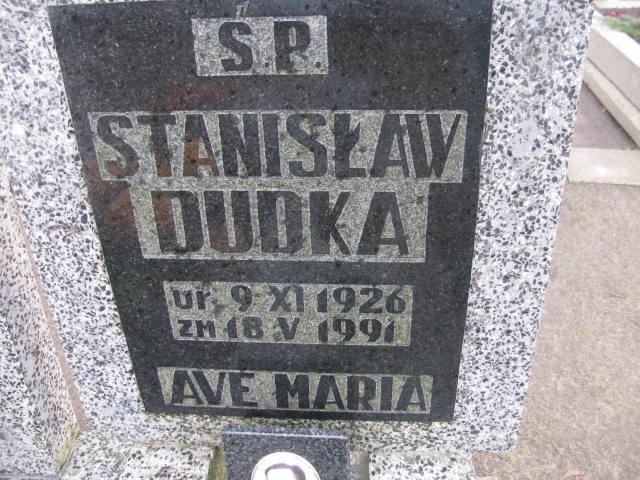 Ś.P.
STANISŁAW
DUDKA
ur. 9 XI 1926
zm 18 V 1991
AVE MARIA